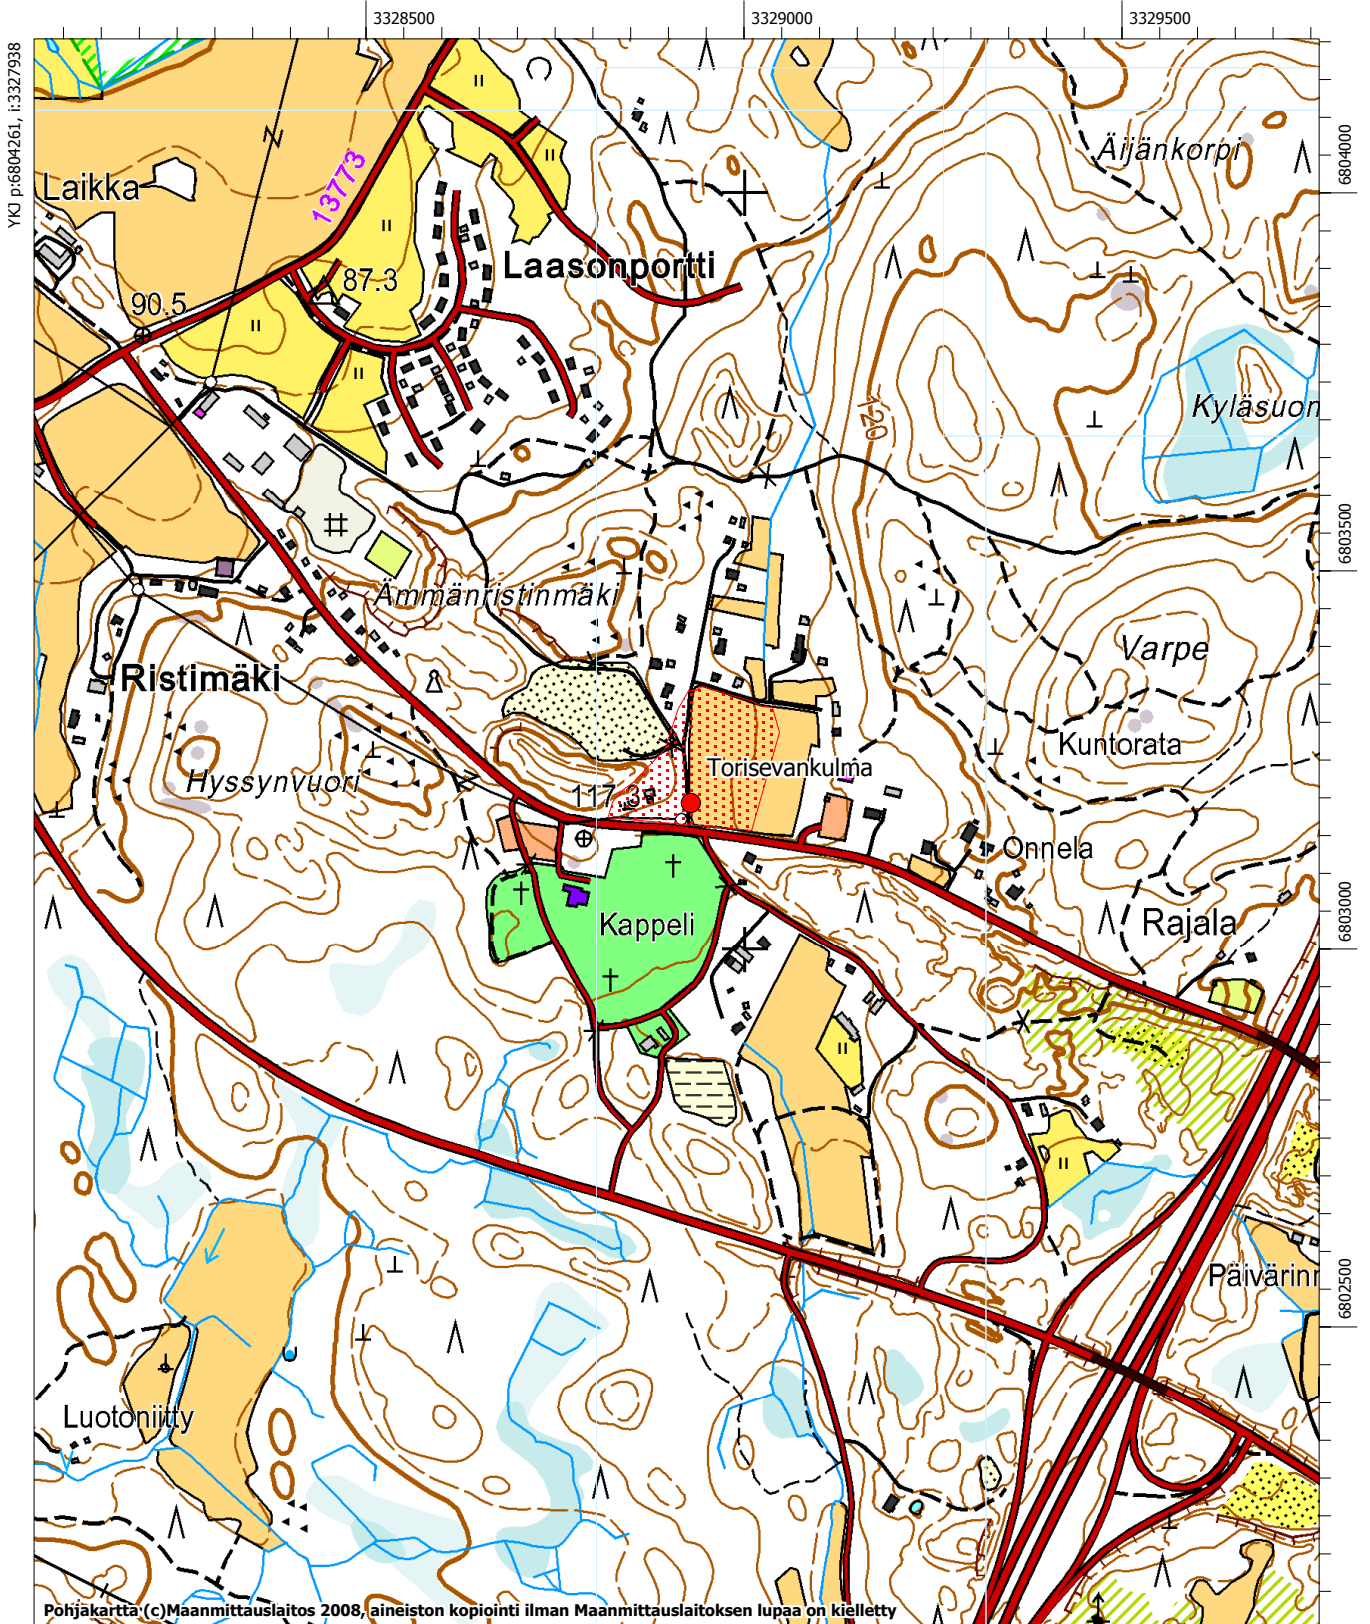 3328500
3329000
3329500
YKJ p:6804261, i:3327938
Äijänkorpi
6804000
Laikka
13773
Laasonportti
87.3
90.5
Kyläsuon
120
6803500
Ämmänristinmäki
Varpe
Ristimäki
Kuntorata
Torisevankulma
Hyssynvuori
117.3
Onnela
Kappeli
Rajala
6803000
Päivärinn
6802500
Luotoniitty
Pohjakartta (c)Maanmittauslaitos 2008, aineiston kopiointi ilman Maanmittauslaitoksen lupaa on kielletty